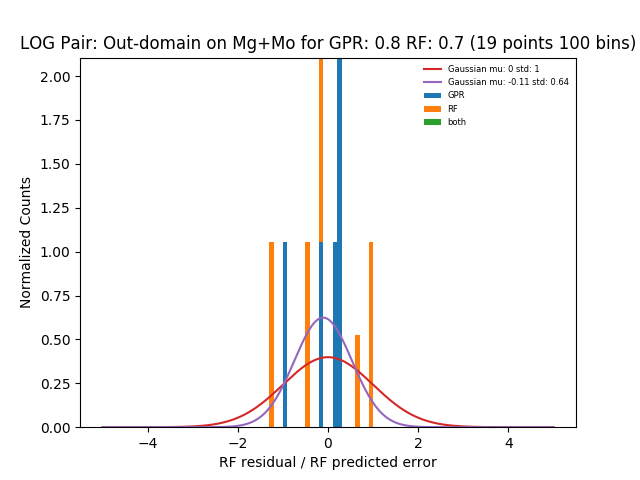 LOG Pair: Out-domain on Mg+Mo for GPR: 0.8 RF: 0.7 (19 points 100 bins)
Gaussian mu: 0 std: 1
Gaussian mu: -0.11 std: 0.64
GPR
RF
both
Normalized Counts
2.00
1.75
1.50
1.25
1.00
0.75
0.50
0.25
0.00
−4
−2
0
2
4
RF residual / RF predicted error